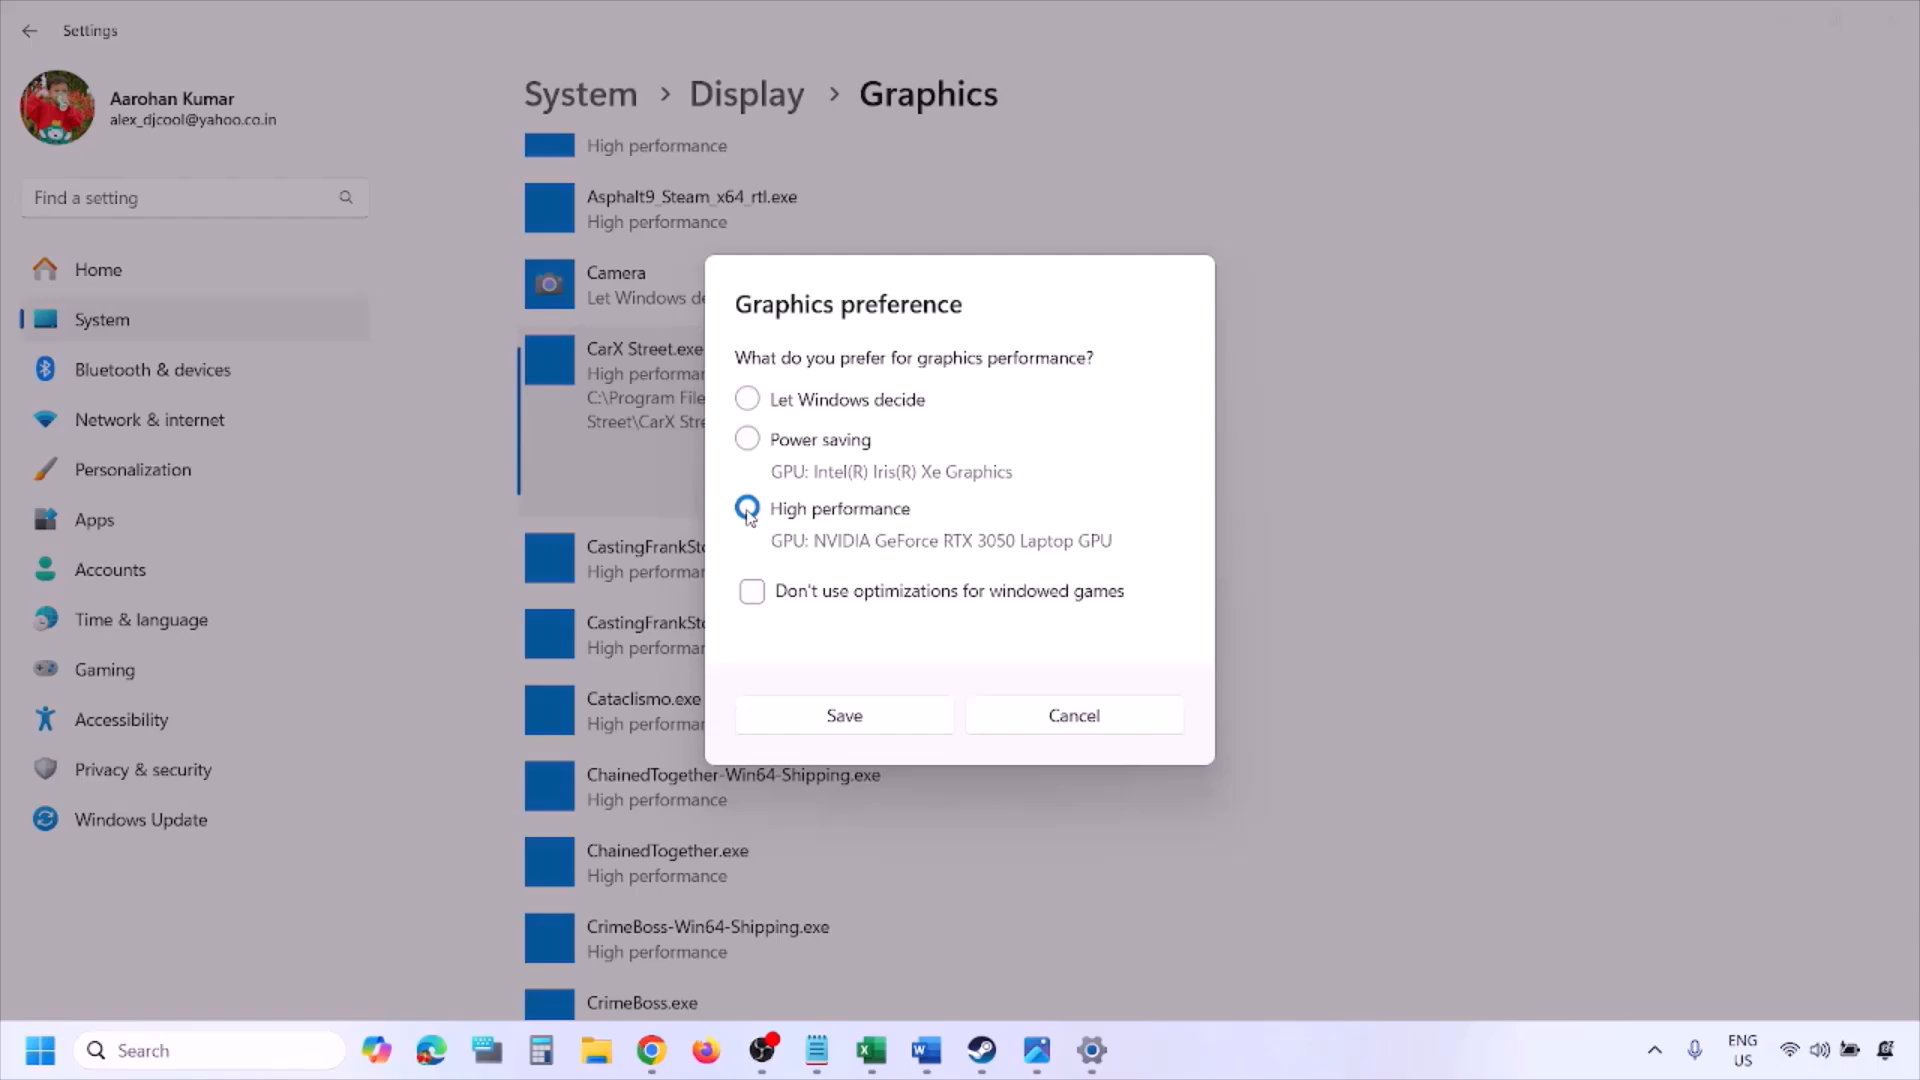 Settings
Aarohan Kumar
alex_djcool@yahoo.co.in
Find a setting
Home
System
Bluetooth & devices
Network & internet
Personalization
Apps
Accounts
Time & language
Gaming
Accessibility
Privacy & security
Windows Update
System > Display > Graphics
High performance
Asphalt9_Steam_x64_rtl.exe
High performance
Camera
Let Windows de
CarX Street.exe
High performan
C:\Program File
Street\CarX Stre
CastingFrankSto
High performan
CastingFrankSto
High performan
Cataclismo.exe
High performan
ChainedTogether-Win64-Shipping.exe
High performance
ChainedTogether.exe
High performance
CrimeBoss-Win64-Shipping.exe
High performance
CrimeBoss.exe
Graphics preference
What do you prefer for graphics performance?
Let Windows decide
Power saving
GPU: Intel(R) Iris(R) Xe Graphics
High performance
GPU: NVIDIA GeForce RTX 3050 Laptop GPU
Don't use optimizations for windowed games
Save
Cancel
Search
ENG
US